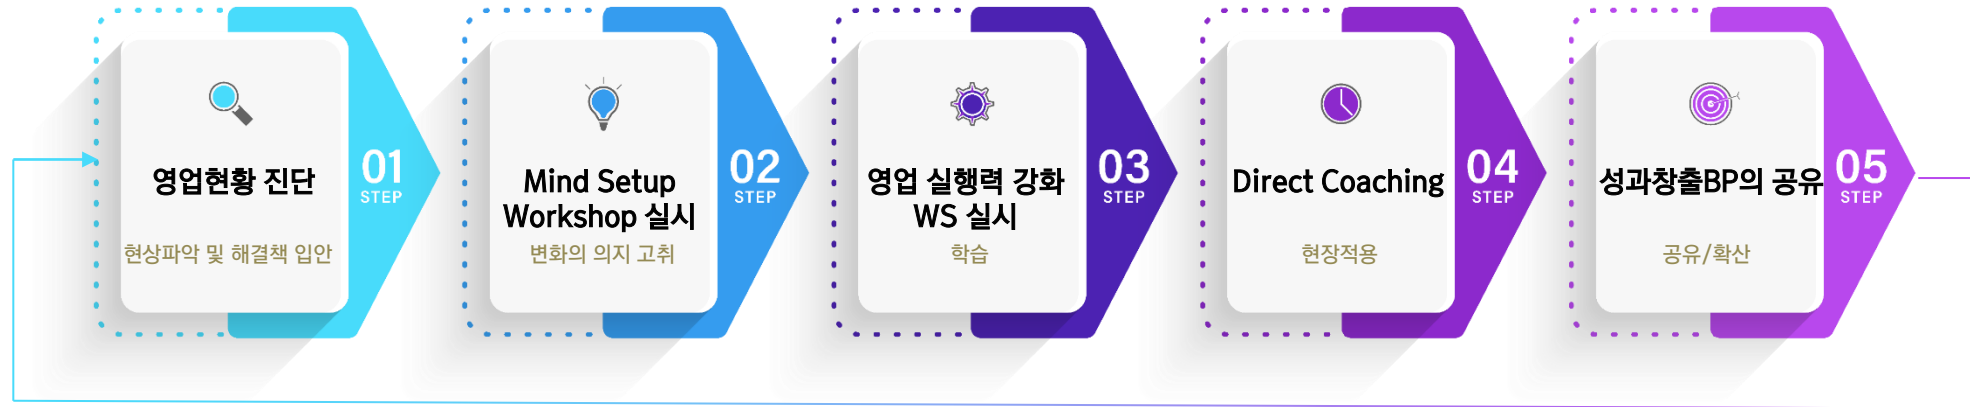 영업현황 진단
현상파악 및 해결책 입안
01
STEP
Mind Setup
Workshop 실시
변화의 의지 고취
02
STEP
영업 실행력 강화
WS 실시
학습
03
STEP
Direct Coaching
현장적용
04
STEP
성과창출BP의 공유
공유/확산
05
STEP